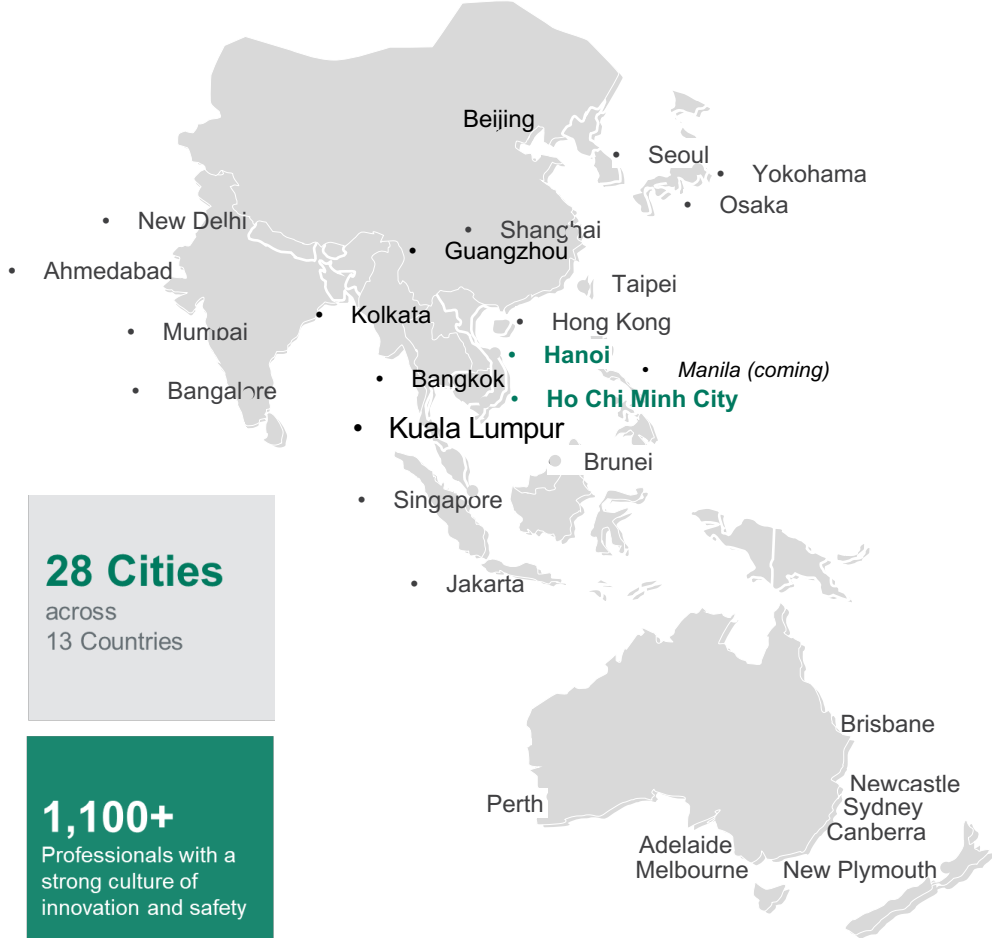 Beijing
• Seoul
• Yokohama
• Osaka
• New Delhi
• Shanghai
• Guangzhou
• Ahmedabad
Taipei
• Kolkata
• Hong Kong
• Mumbai
• Hanoi
• Manila (coming)
• Bangkok
• Bangalore
• Ho Chi Minh City
• Kuala Lumpur
Brunei
• Singapore
• Jakarta
28 Cities
across
13 Countries
Brisbane
Newcastle
Perth
Sydney
Canberra
Adelaide
Melbourne
New Plymouth
1,100+
Professionals with a
strong culture of
innovation and safety